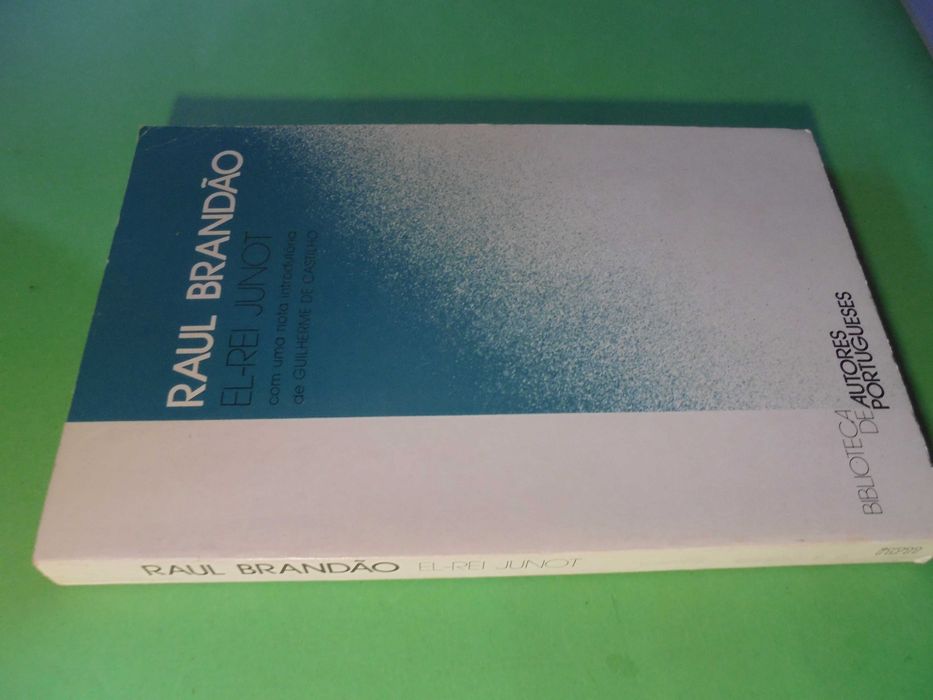 RAUL BRANDÃO
EL-REI JUNOT
com uma nota introdutória
de GUILHERME DE CASTILHO
BIBLIOTECA
DE AUTORES
PORTUGUESES
RAUL BRANDÃO EL-REI JUNOT